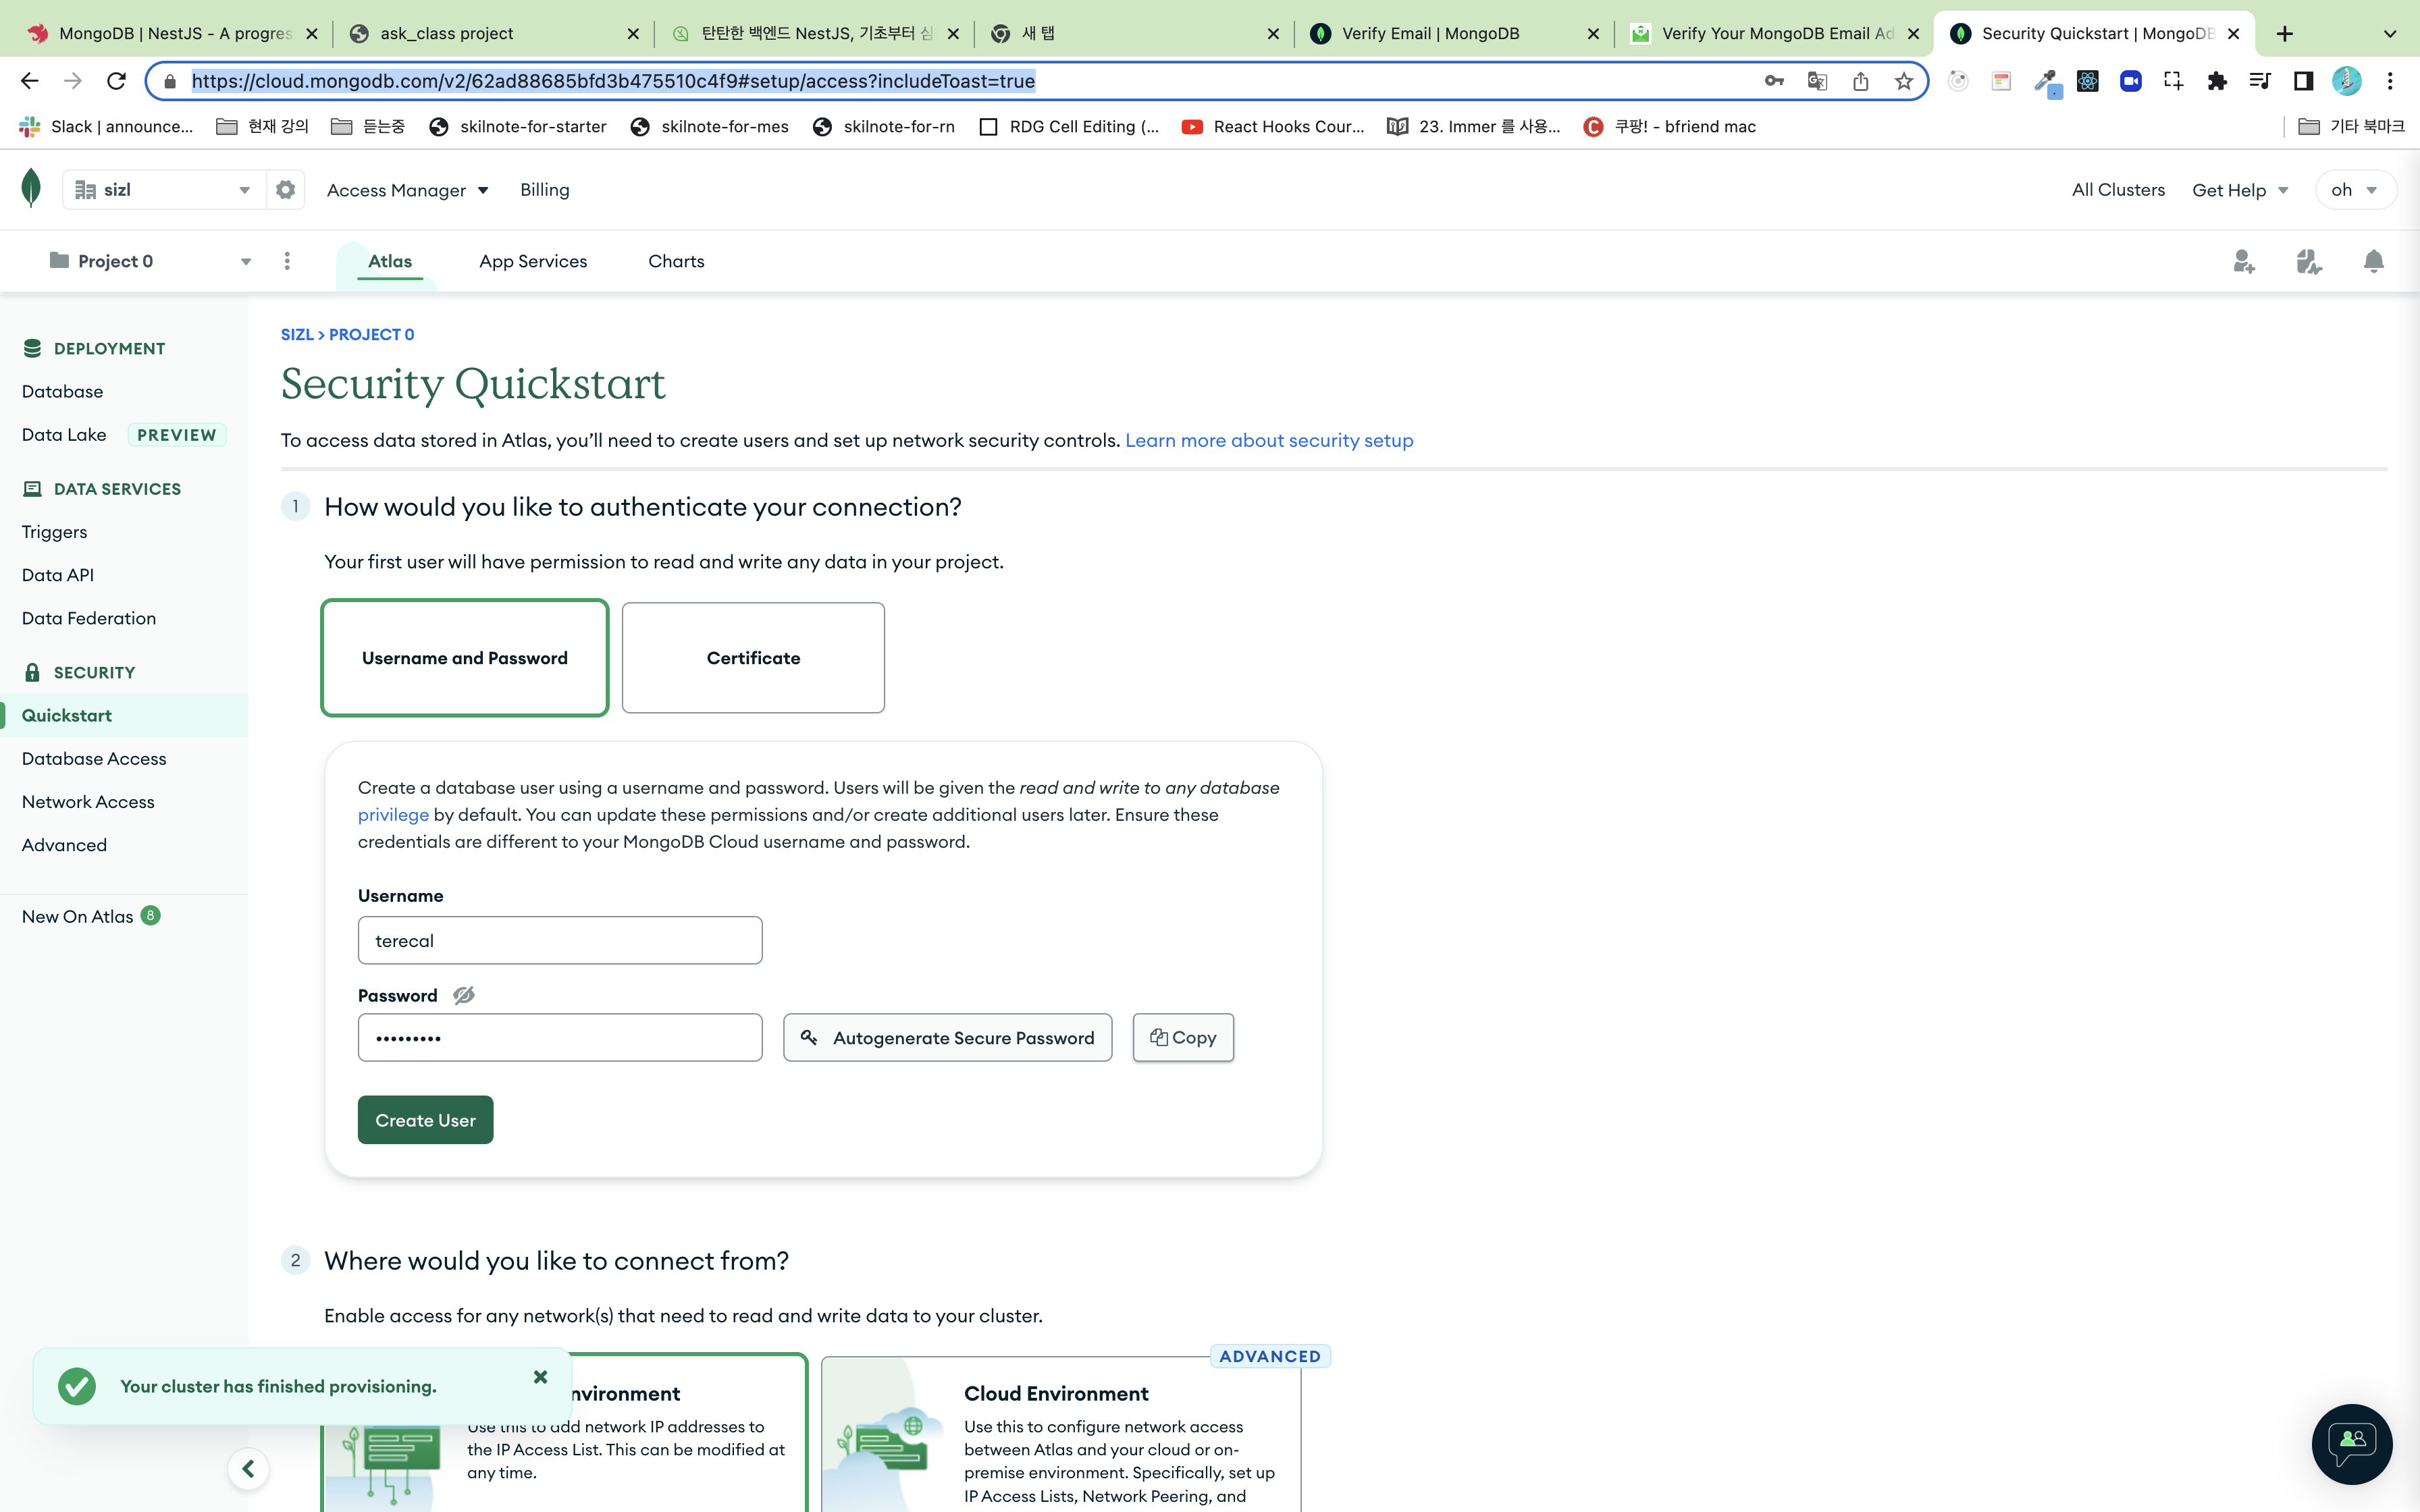 MongoDB | NestJS - A progres
ask_class project
탄탄한 백엔드 NestJS, 기초부터 심
새 탭
Verify Email | MongoDB
Verify Your MongoDB Email Ad
Security Quickstart | MongoDB
https://cloud.mongodb.com/v2/62ad88685bfd3b475510c4f9#setup/access?includeToast=true
Slack | announce...
현재 강의
듣는중
skilnote-for-starter
skilnote-for-mes
skilnote-for-rn
RDG Cell Editing (...
React Hooks Cour...
23. Immer 를 사용...
쿠팡! - bfriend mac
기타 북마크
sizl
Access Manager
Billing
All Clusters
Get Help
oh
Project 0
Atlas
App Services
Charts
DEPLOYMENT
Database
Data Lake PREVIEW
DATA SERVICES
Triggers
Data API
Data Federation
SECURITY
Quickstart
Database Access
Network Access
Advanced
New On Atlas 8
SIZL > PROJECT 0
Security Quickstart
To access data stored in Atlas, you’ll need to create users and set up network security controls. Learn more about security setup
1 How would you like to authenticate your connection?
Your first user will have permission to read and write any data in your project.
Username and Password
Certificate
Create a database user using a username and password. Users will be given the read and write to any database
privilege by default. You can update these permissions and/or create additional users later. Ensure these
credentials are different to your MongoDB Cloud username and password.
Username
terecal
Password
•••••••••
Autogenerate Secure Password
Copy
Create User
2 Where would you like to connect from?
Enable access for any network(s) that need to read and write data to your cluster.
Your cluster has finished provisioning.
nvironment
Use this to add network IP addresses to
the IP Access List. This can be modified at
any time.
ADVANCED
Cloud Environment
Use this to configure network access
between Atlas and your cloud or on-
premise environment. Specifically, set up
IP Access Lists, Network Peering, and